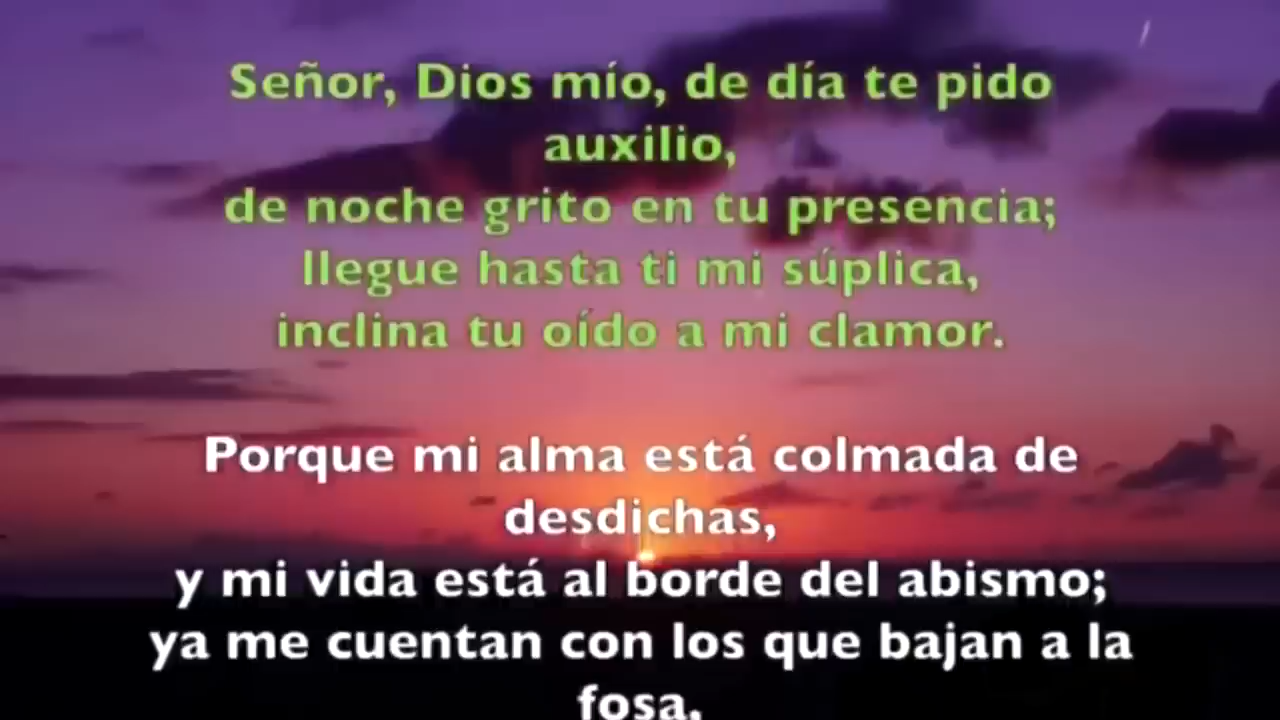 Señor, Dios mío, de día te pido
auxilio,
de noche grito en tu presencia;
llegue hasta ti mi súplica,
inclina tu oído a mi clamor.
Porque mi alma está colmada de
desdichas,
y mi vida está al borde del abismo;
ya me cuentan con los que bajan a la
fosa,